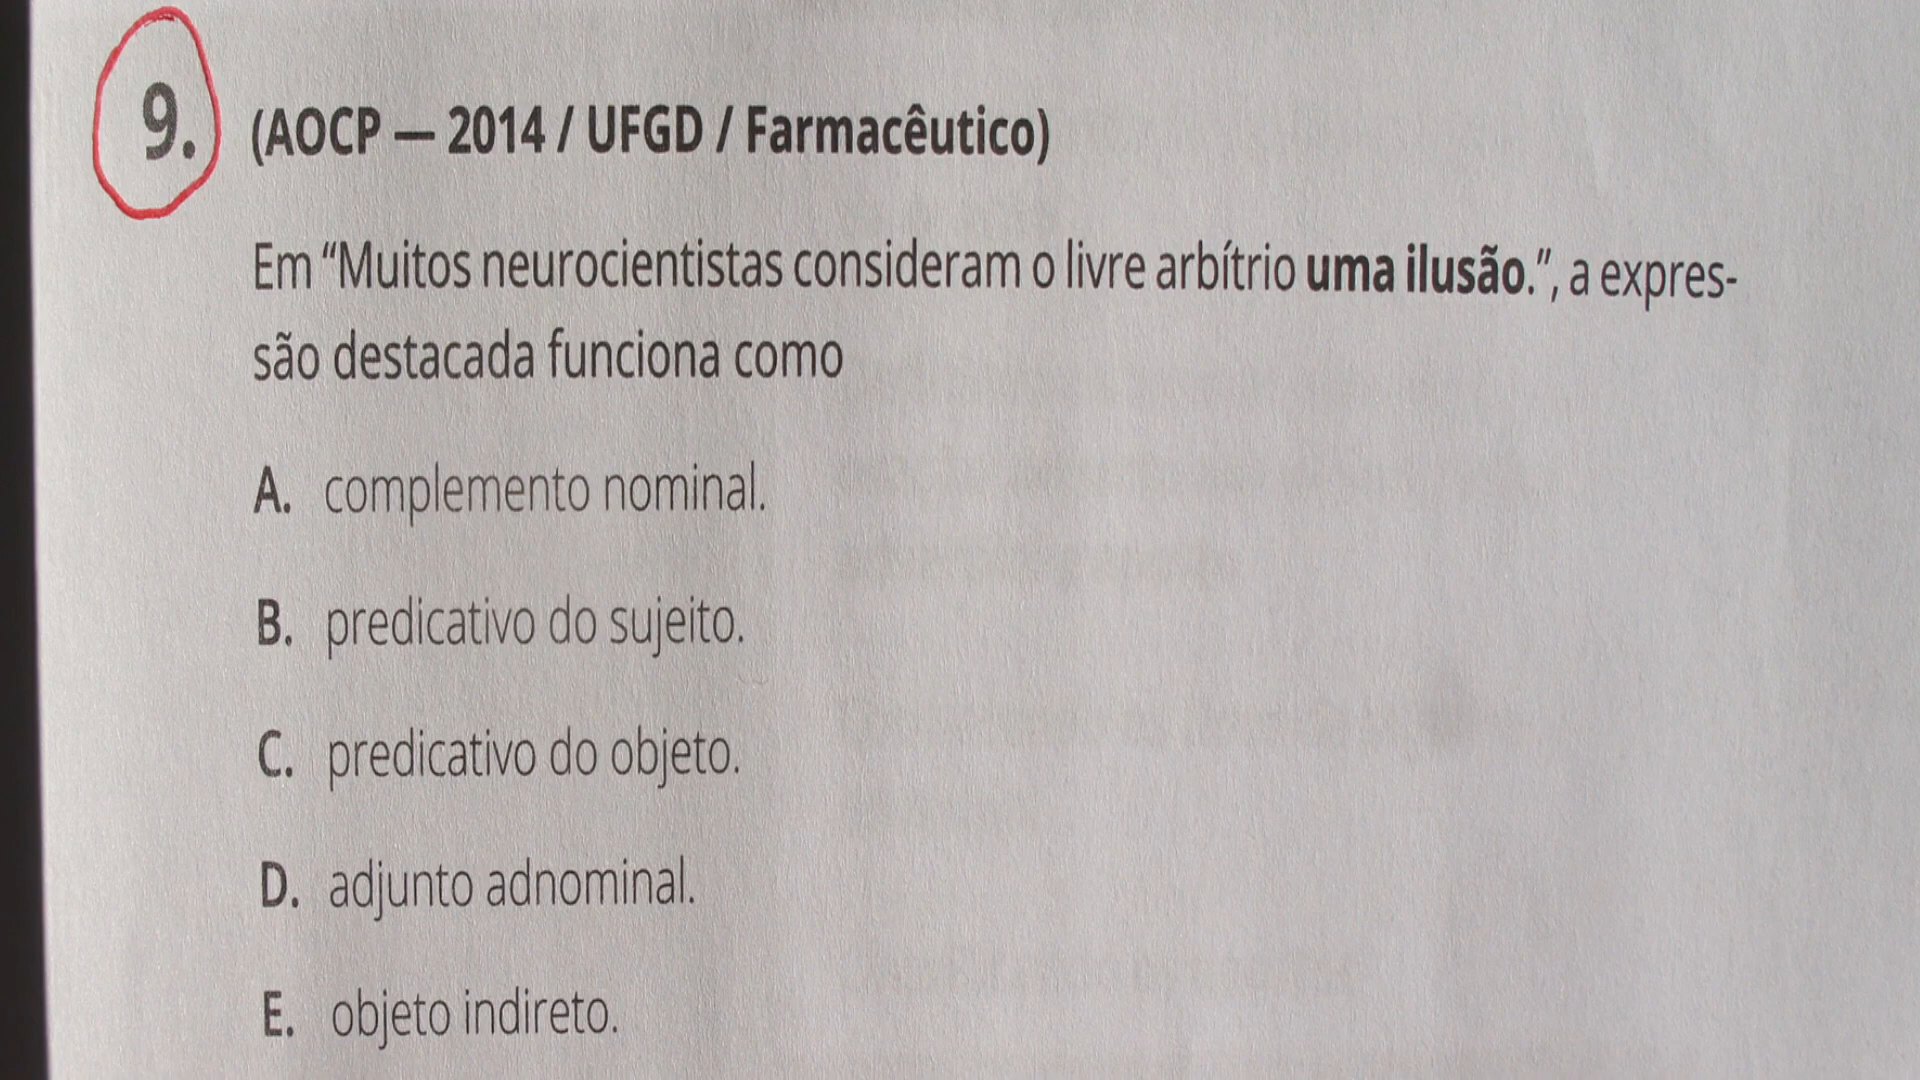 9. (AOCP — 2014 / UFGD / Farmacêutico)
Em “Muitos neurocientistas consideram o livre arbítrio uma ilusão.”, a expres-
são destacada funciona como
A. complemento nominal.
B. predicativo do sujeito.
C. predicativo do objeto.
D. adjunto adnominal.
E. objeto indireto.